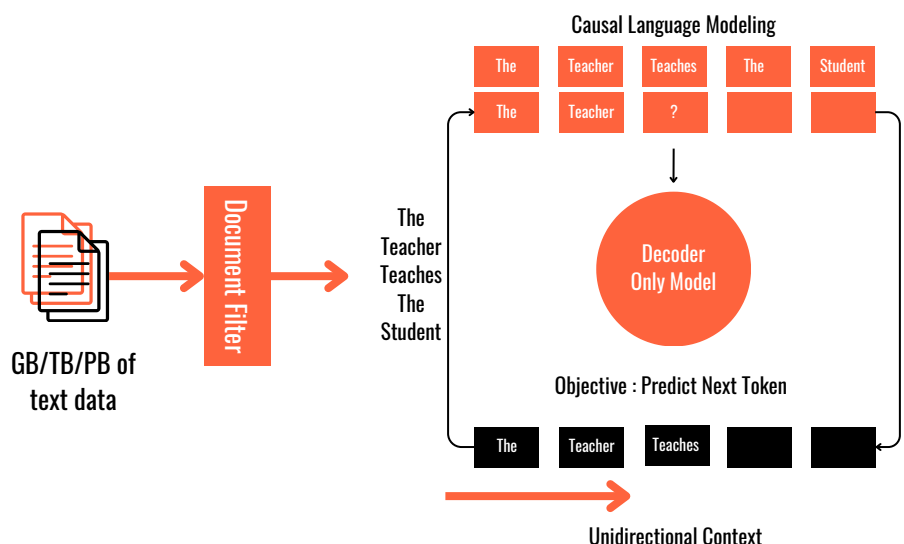 Causal Language Modeling
The Teacher Teaches The Student
The Teacher ?
Document Filter
The
Teacher
Teaches
The
Student
Decoder
Only Model
GB/TB/PB of
text data
Objective : Predict Next Token
The Teacher Teaches
Unidirectional Context